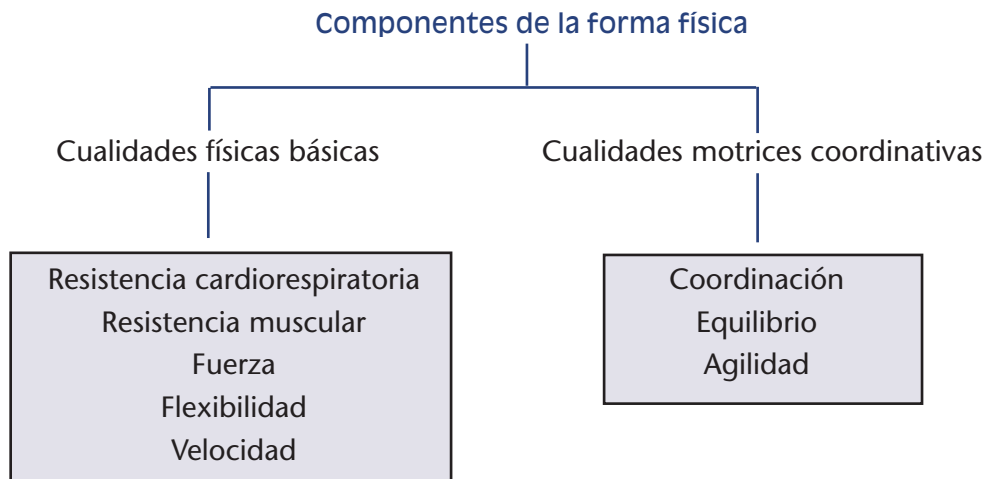 Componentes de la forma física
Cualidades físicas básicas
Resistencia cardiorespiratoria
Resistencia muscular
Fuerza
Flexibilidad
Velocidad
Cualidades motrices coordinativas
Coordinación
Equilibrio
Agilidad